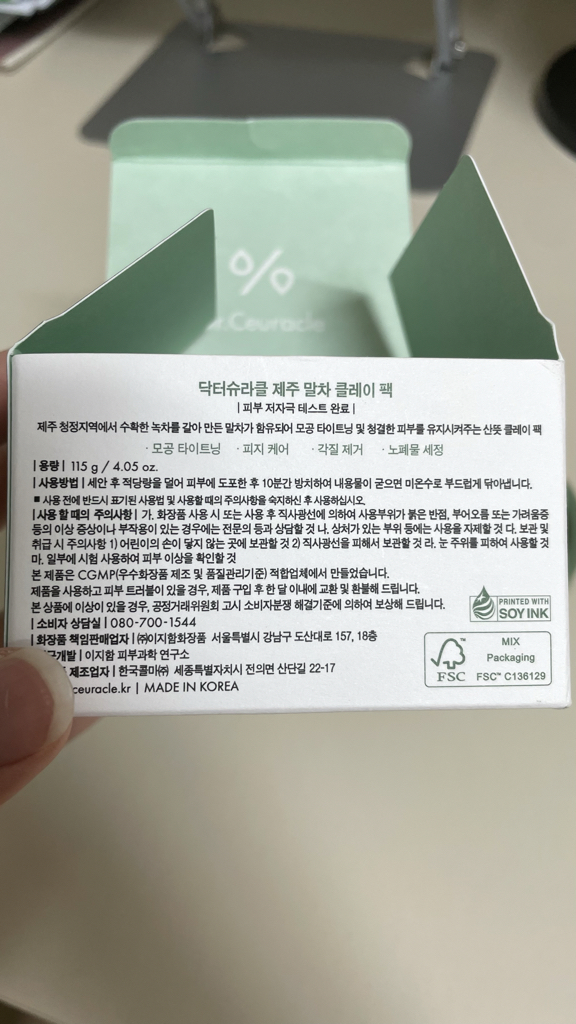 %
.Ceuracle
닥터슈라클 제주 말차 클레이 팩
| 피부 저자극 테스트 완료 |
제주 청정지역에서 수확한 녹차를 갈아 만든 말차가 함유되어 모공 타이트닝 및 청결한 피부를 유지시켜주는 산뜻 클레이 팩
· 모공 타이트닝 · 피지 케어 · 각질 제거 · 노폐물 세정
| 용량 | 115 g / 4.05 oz.
| 사용방법 | 세안 후 적당량을 덜어 피부에 도포한 후 10분간 방치하여 내용물이 굳으면 미온수로 부드럽게 닦아냅니다.
■ 사용 전에 반드시 표기된 사용법 및 사용할 때의 주의사항을 숙지하신 후 사용하십시오.
| 사용 할 때의 주의사항 | 가. 화장품 사용 시 또는 사용 후 직사광선에 의하여 사용부위가 붉은 반점, 부어오름 또는 가려움증
등의 이상 증상이나 부작용이 있는 경우에는 전문의 등과 상담할 것 나. 상처가 있는 부위 등에는 사용을 자제할 것 다. 보관 및
취급 시 주의사항 1) 어린이의 손이 닿지 않는 곳에 보관할 것 2) 직사광선을 피해서 보관할 것 라. 눈 주위를 피하여 사용할 것
마. 일부에 시험 사용하여 피부 이상을 확인할 것
본 제품은 CGMP(우수화장품 제조 및 품질관리기준) 적합업체에서 만들었습니다.
제품을 사용하고 피부 트러블이 있을 경우, 제품 구입 후 한 달 이내에 교환 및 환불해 드립니다.
본 상품에 이상이 있을 경우, 공정거래위원회 고시 소비자분쟁 해결기준에 의하여 보상해 드립니다.
| 소비자 상담실 | 080-700-1544
| 화장품 책임판매업자 | ㈜이지함화장품 서울특별시 강남구 도산대로 157, 18층
구개발 | 이지함 피부과학 연구소
제조업자 | 한국콜마㈜ 세종특별자치시 전의면 산단길 22-17
ceuracle.kr | MADE IN KOREA
PRINTED WITH
SOY INK
FSC
MIX
Packaging
FSC™ C136129